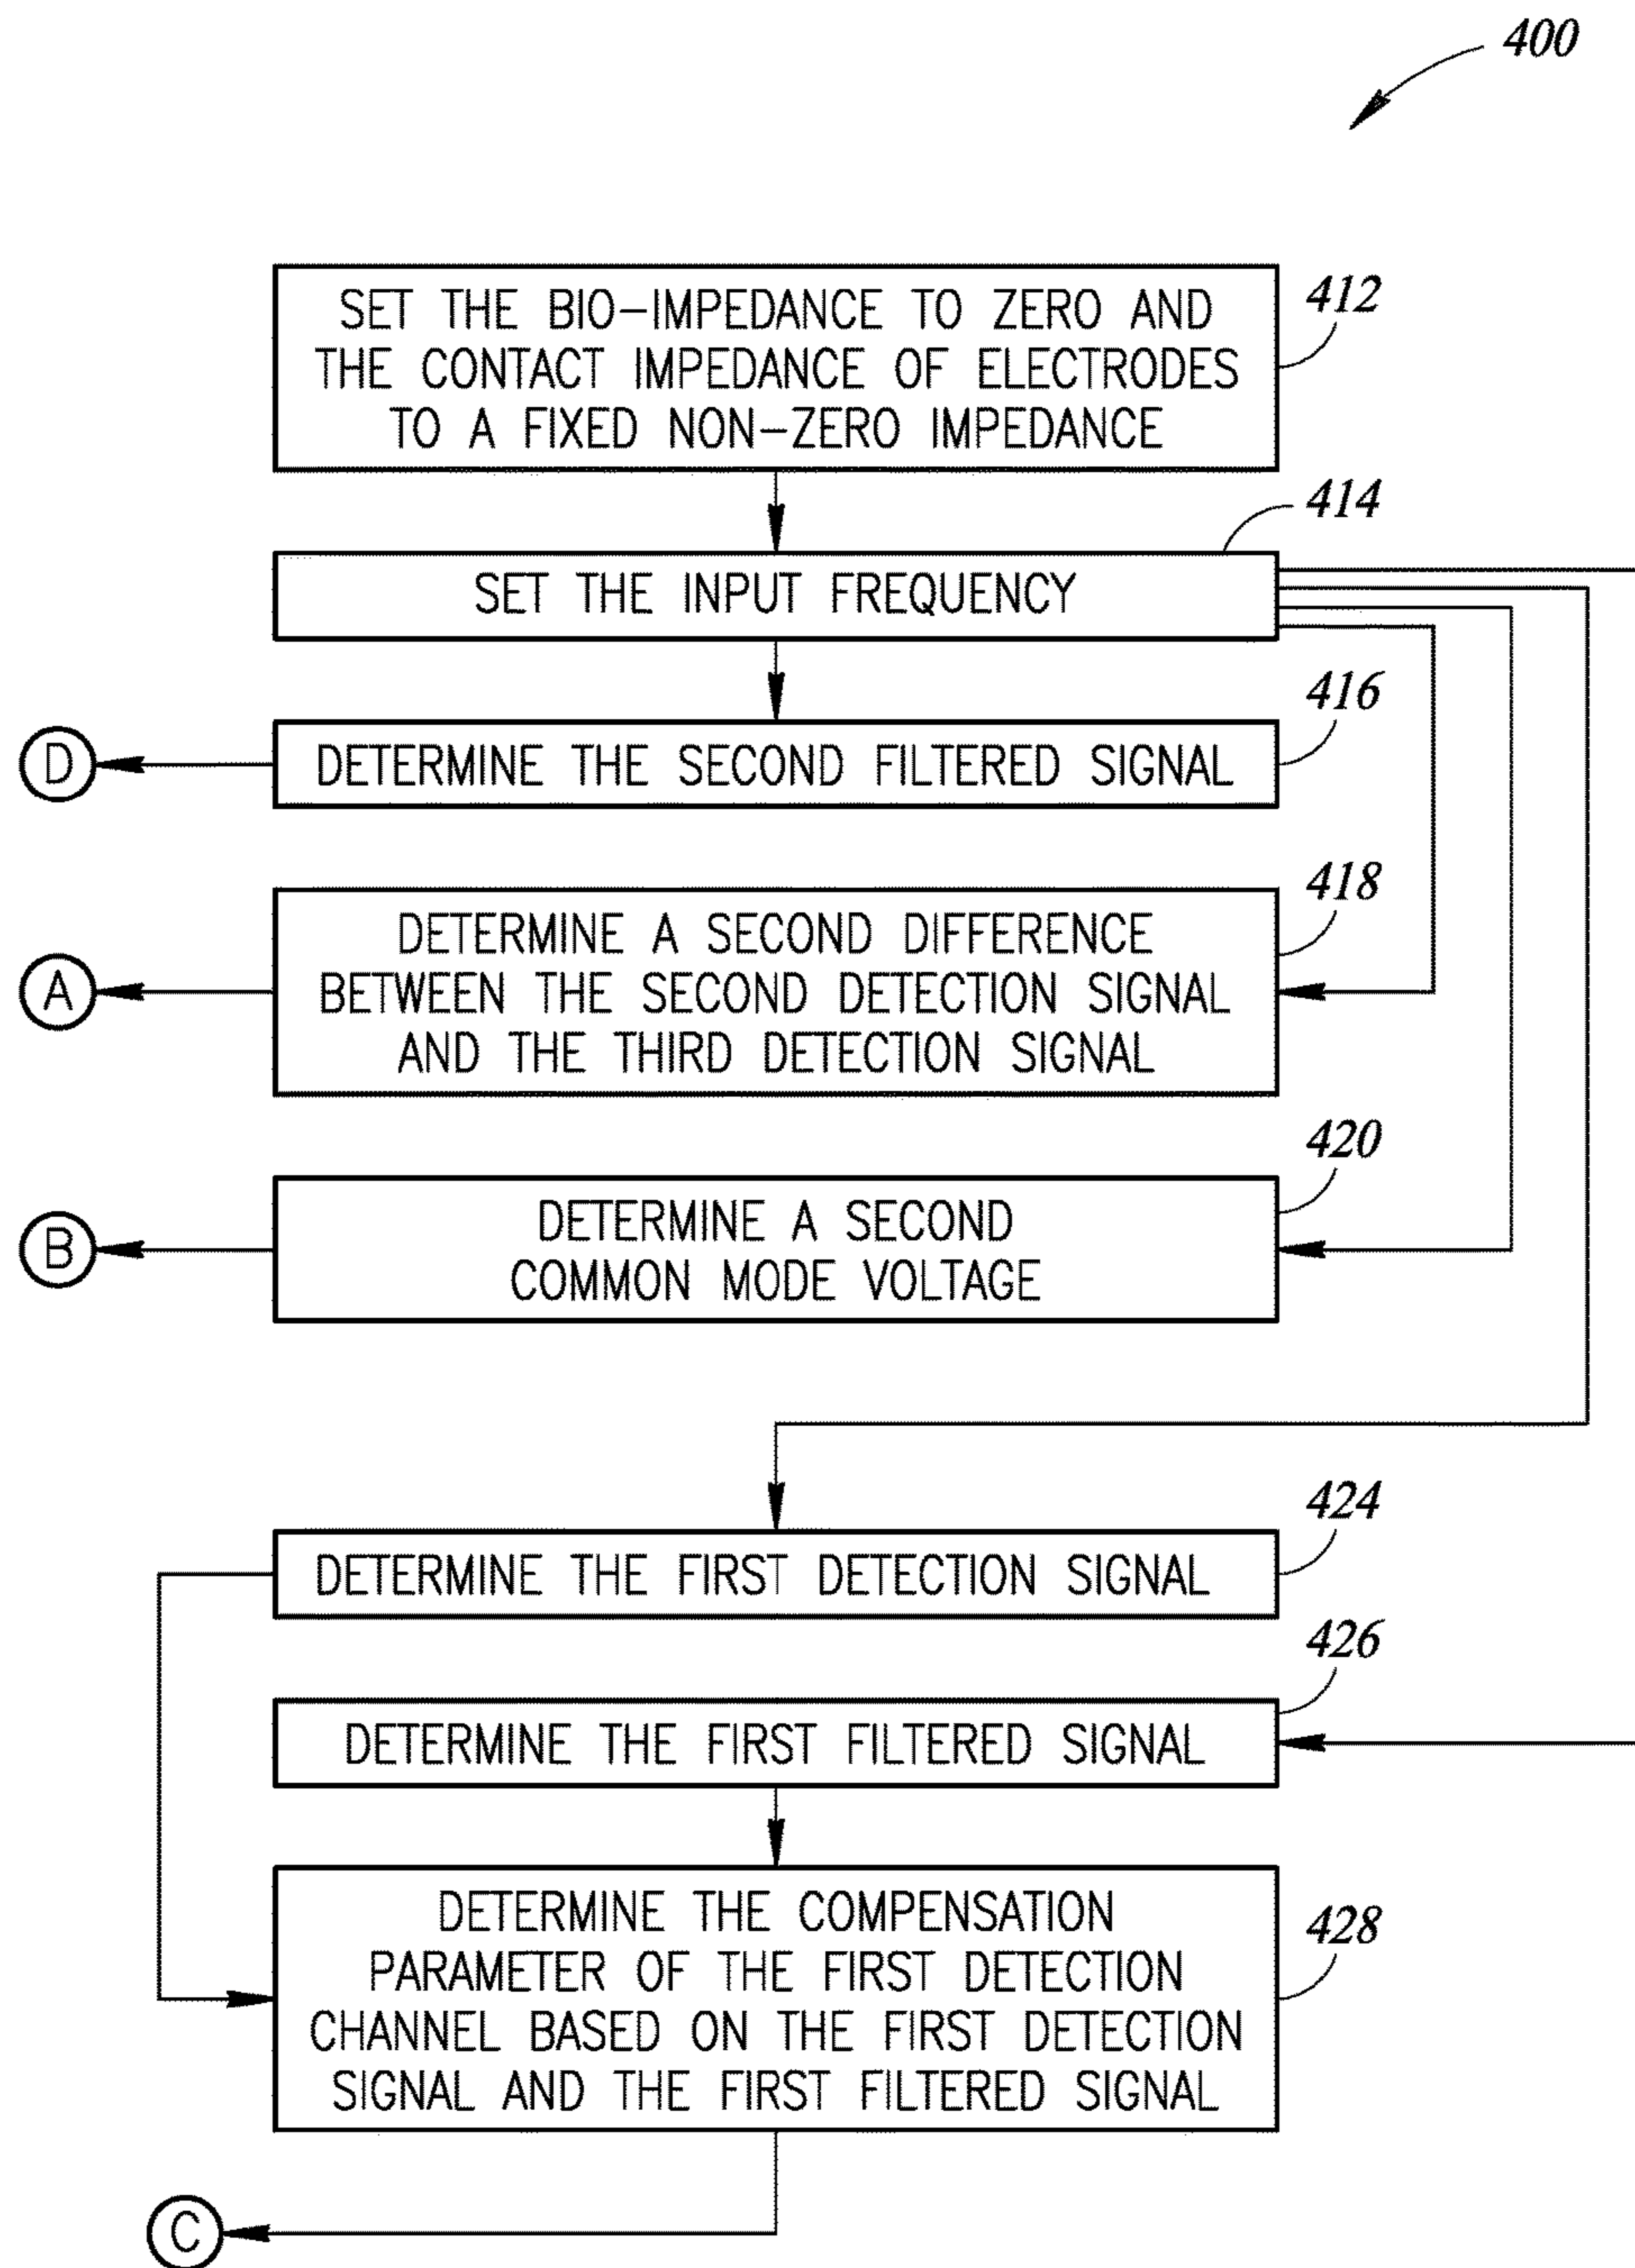 400
SET THE BIO-IMPEDANCE TO ZERO AND
THE CONTACT IMPEDANCE OF ELECTRODES
TO A FIXED NON-ZERO IMPEDANCE
412
414
SET THE INPUT FREQUENCY
416
D
DETERMINE THE SECOND FILTERED SIGNAL
418
A
DETERMINE A SECOND DIFFERENCE
BETWEEN THE SECOND DETECTION SIGNAL
AND THE THIRD DETECTION SIGNAL
420
B
DETERMINE A SECOND
COMMON MODE VOLTAGE
424
DETERMINE THE FIRST DETECTION SIGNAL
426
DETERMINE THE FIRST FILTERED SIGNAL
428
DETERMINE THE COMPENSATION
PARAMETER OF THE FIRST DETECTION
CHANNEL BASED ON THE FIRST DETECTION
SIGNAL AND THE FIRST FILTERED SIGNAL
C